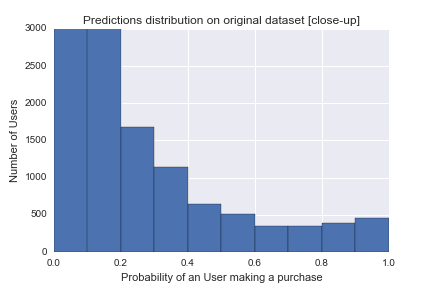 Predictions distribution on original dataset [close-up]
3000
2500
2000
1500
1000
500
0
Number of Users
0.0 0.2 0.4 0.6 0.8 1.0
Probability of an User making a purchase